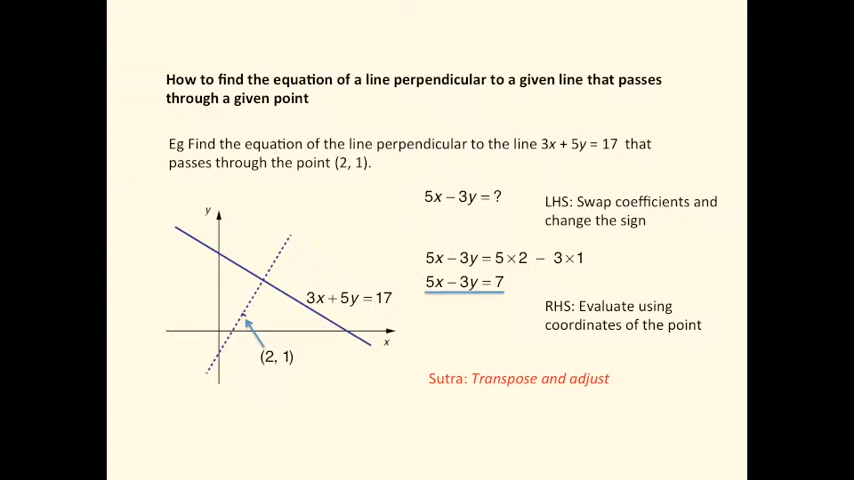 How to find the equation of a line perpendicular to a given line that passes
through a given point
Eg Find the equation of the line perpendicular to the line 3x + 5y = 17 that
passes through the point (2, 1).
5x − 3y = ?
LHS: Swap coefficients and
change the sign
y
5x − 3y = 5×2 − 3×1
5x − 3y = 7
3x + 5y = 17
RHS: Evaluate using
coordinates of the point
x
(2, 1)
Sutra: Transpose and adjust